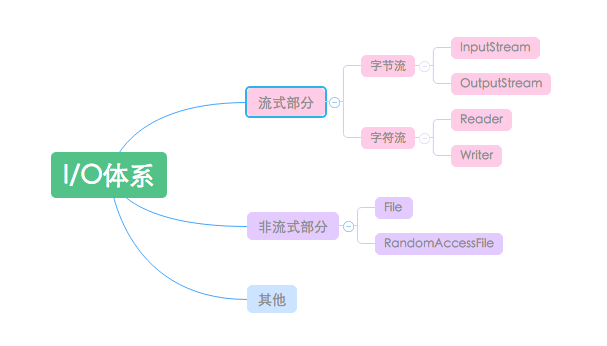 I/O体系
流式部分
字节流
InputStream
OutputStream
字符流
Reader
Writer
非流式部分
File
RandomAccessFile
其他